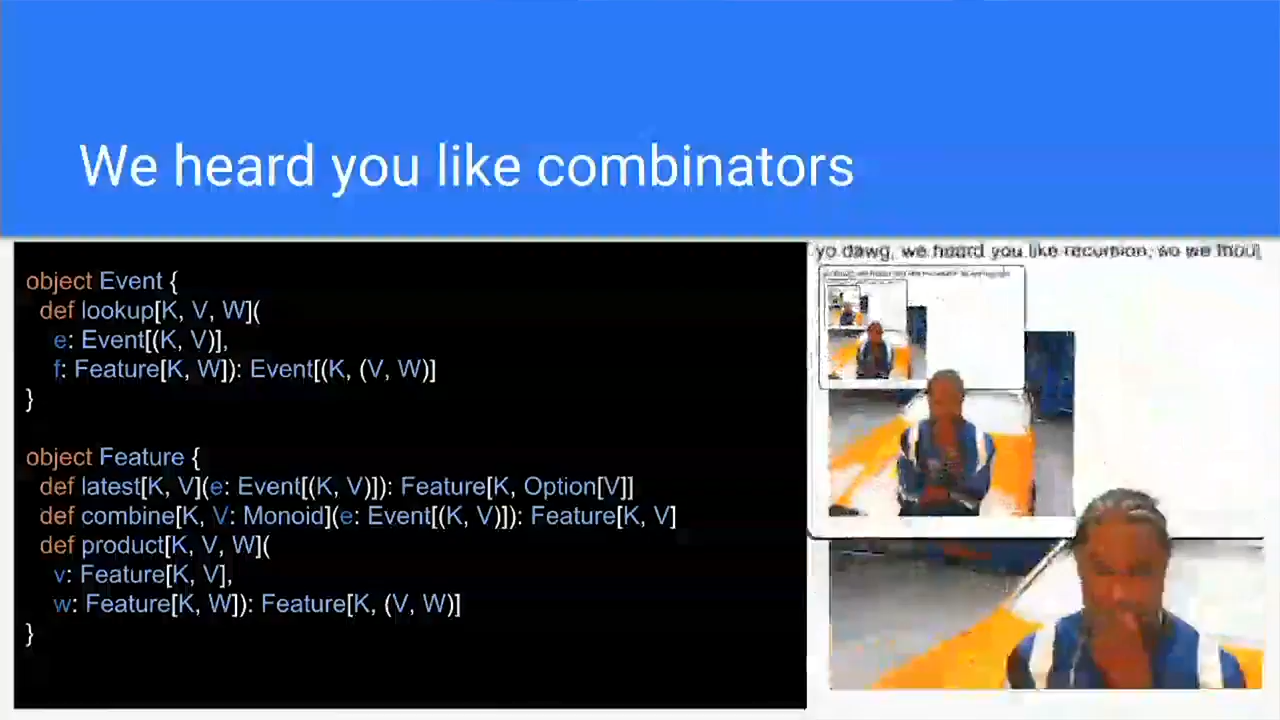 We heard you like combinators
object Event {
def lookup[K, V, W](
e: Event[(K, V)],
f: Feature[K, W]): Event[(K, (V, W)]
}
object Feature {
def latest[K, V](e: Event[(K, V)]): Feature[K, Option[V]]
def combine[K, V: Monoid](e: Event[(K, V)]): Feature[K, V]
def product[K, V, W](
v: Feature[K, V],
w: Feature[K, W]): Feature[K, (V, W)]
}
yo dawg, we heard you like recursion, so we